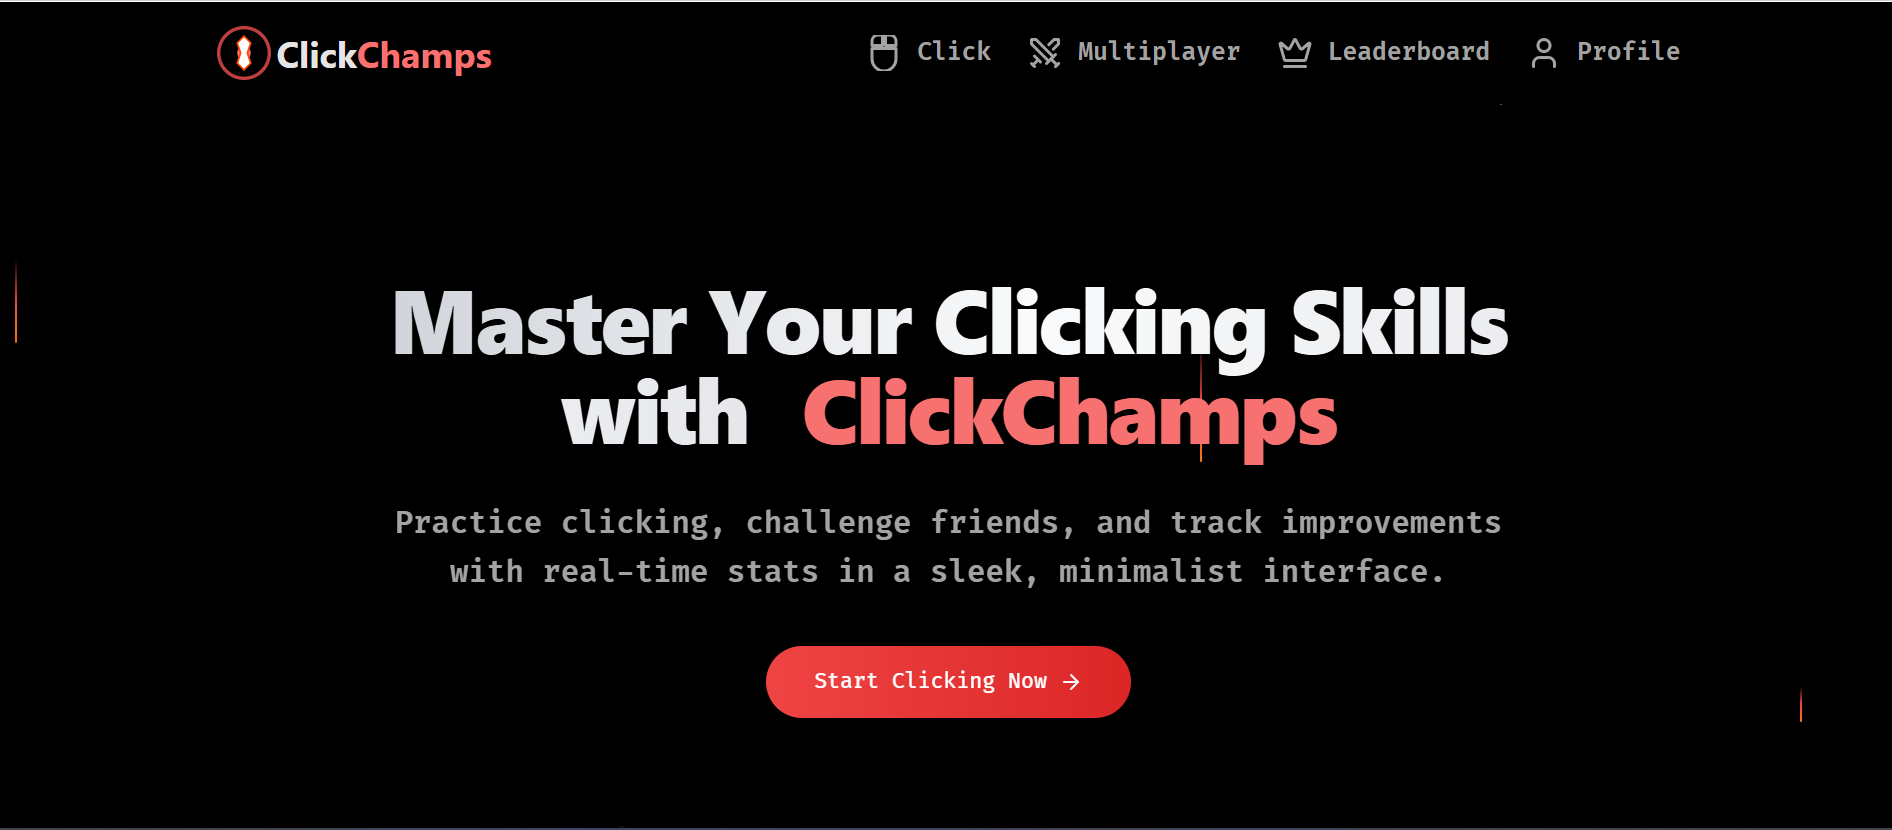 ClickChamps
Click Multiplayer Leaderboard Profile
Master Your Clicking Skills
with ClickChamps
Practice clicking, challenge friends, and track improvements
with real-time stats in a sleek, minimalist interface.
Start Clicking Now →